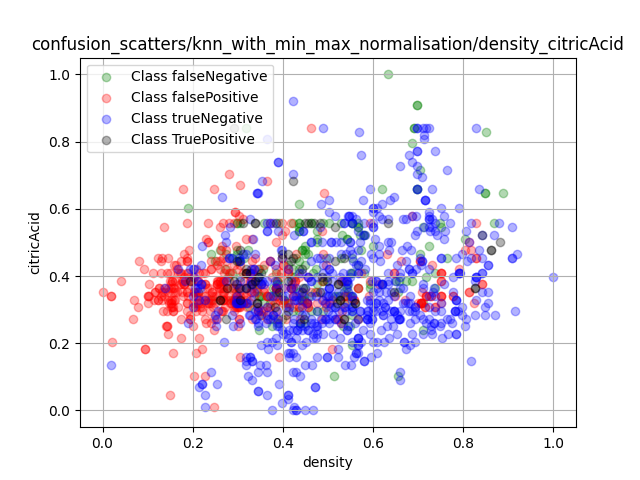 confusion_scatters/knn_with_min_max_normalisation/density_citricAcid
Class falseNegative
Class falsePositive
Class trueNegative
Class TruePositive
1.0
0.8
0.6
0.4
0.2
0.0
citricAcid
0.0 0.2 0.4 0.6 0.8 1.0
density